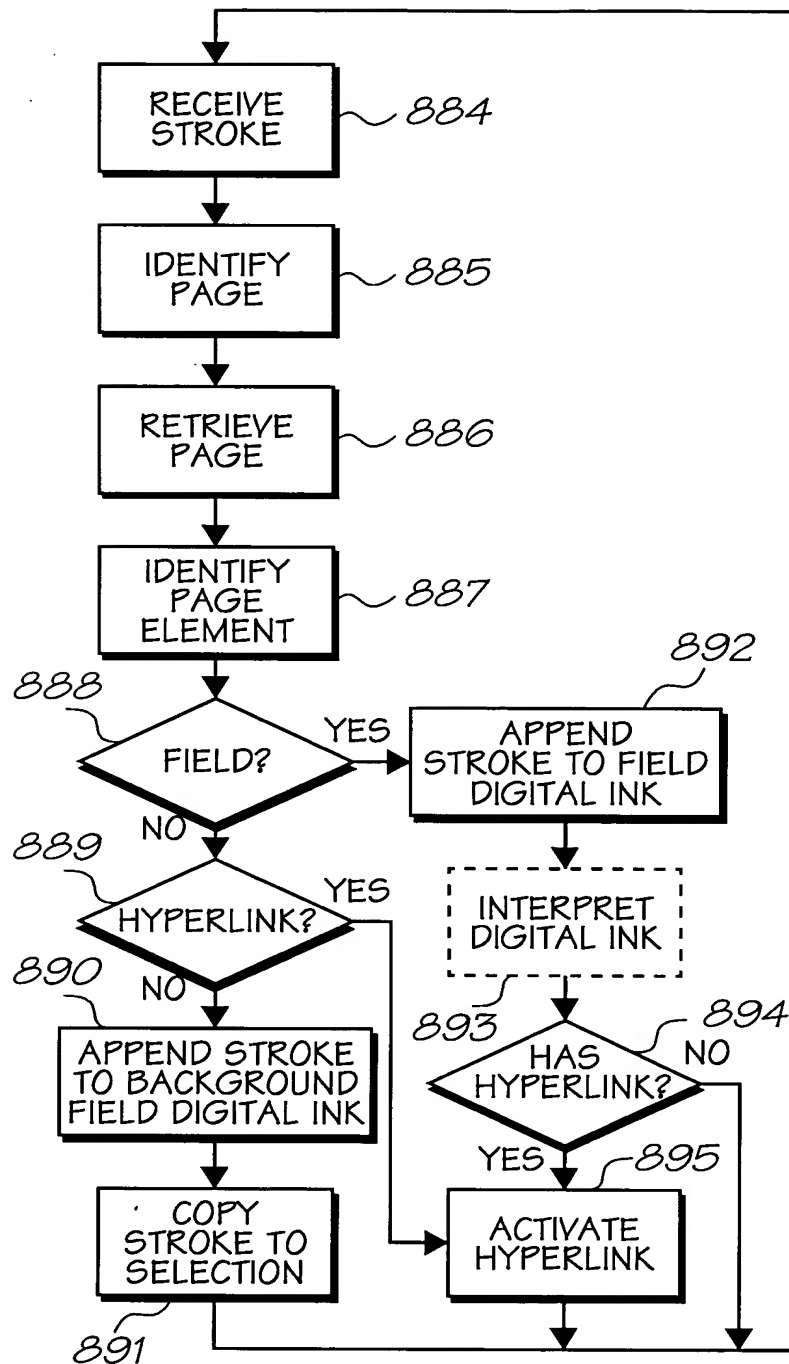 RECEIVE
STROKE
884
IDENTIFY
PAGE
885
RETRIEVE
PAGE
886
IDENTIFY
PAGE
ELEMENT
887
888
FIELD?
YES
NO
892
APPEND
STROKE TO FIELD
DIGITAL INK
889
HYPERLINK?
YES
NO
INTERPRET
DIGITAL INK
893
890
APPEND STROKE
TO BACKGROUND
FIELD DIGITAL INK
894
HAS
HYPERLINK?
NO
YES
895
COPY
STROKE TO
SELECTION
891
ACTIVATE
HYPERLINK